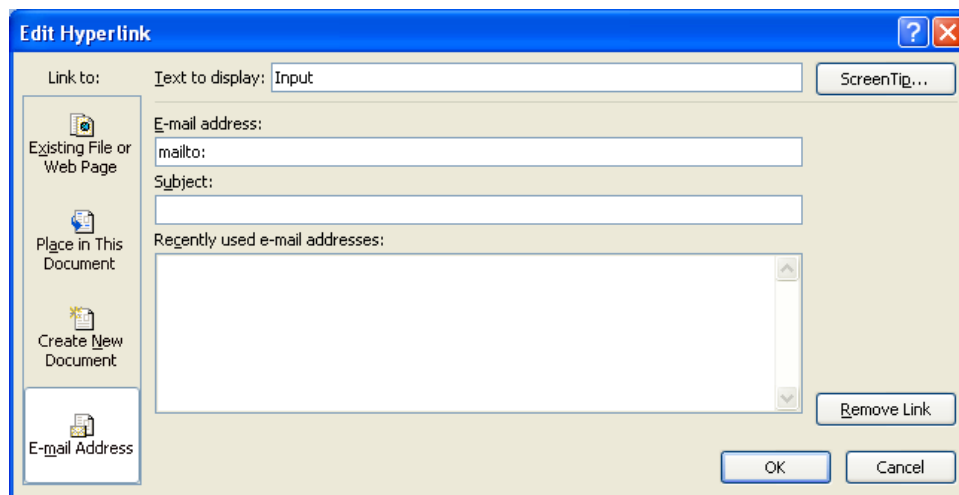 Edit Hyperlink
?
Link to:
Text to display: Input
ScreenTip...
Existing File or
Web Page
Place in This
Document
Create New
Document
E-mail Address
E-mail address:
mailto:
Subject:
Recently used e-mail addresses:
Remove Link
OK
Cancel